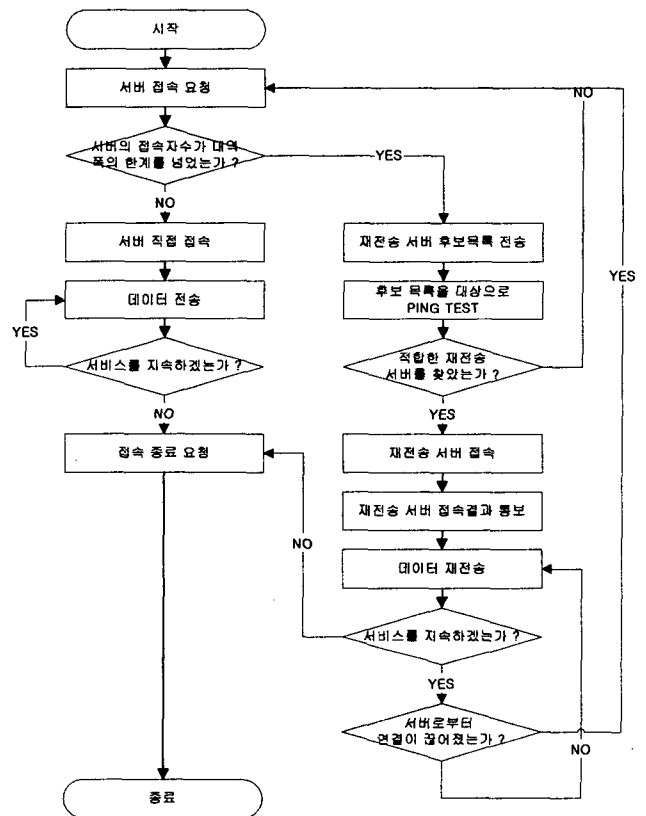 시작
서버 접속 요청
NO
서버의 접속자수가 대역
폭의 한계를 넘었는가 ?
YES
NO
서버 직접 접속
재전송 서버 후보목록 전송
YES
데이터 전송
후보 목록을 대상으로
PING TEST
YES
서비스를 지속하겠는가 ?
적합한 재전송
서버를 찾았는가 ?
NO
YES
접속 종료 요청
재전송 서버 접속
재전송 서버 접속결과 통보
NO
데이터 재전송
서비스를 지속하겠는가 ?
YES
서버로부터
연결이 끊어졌는가 ?
NO
종료